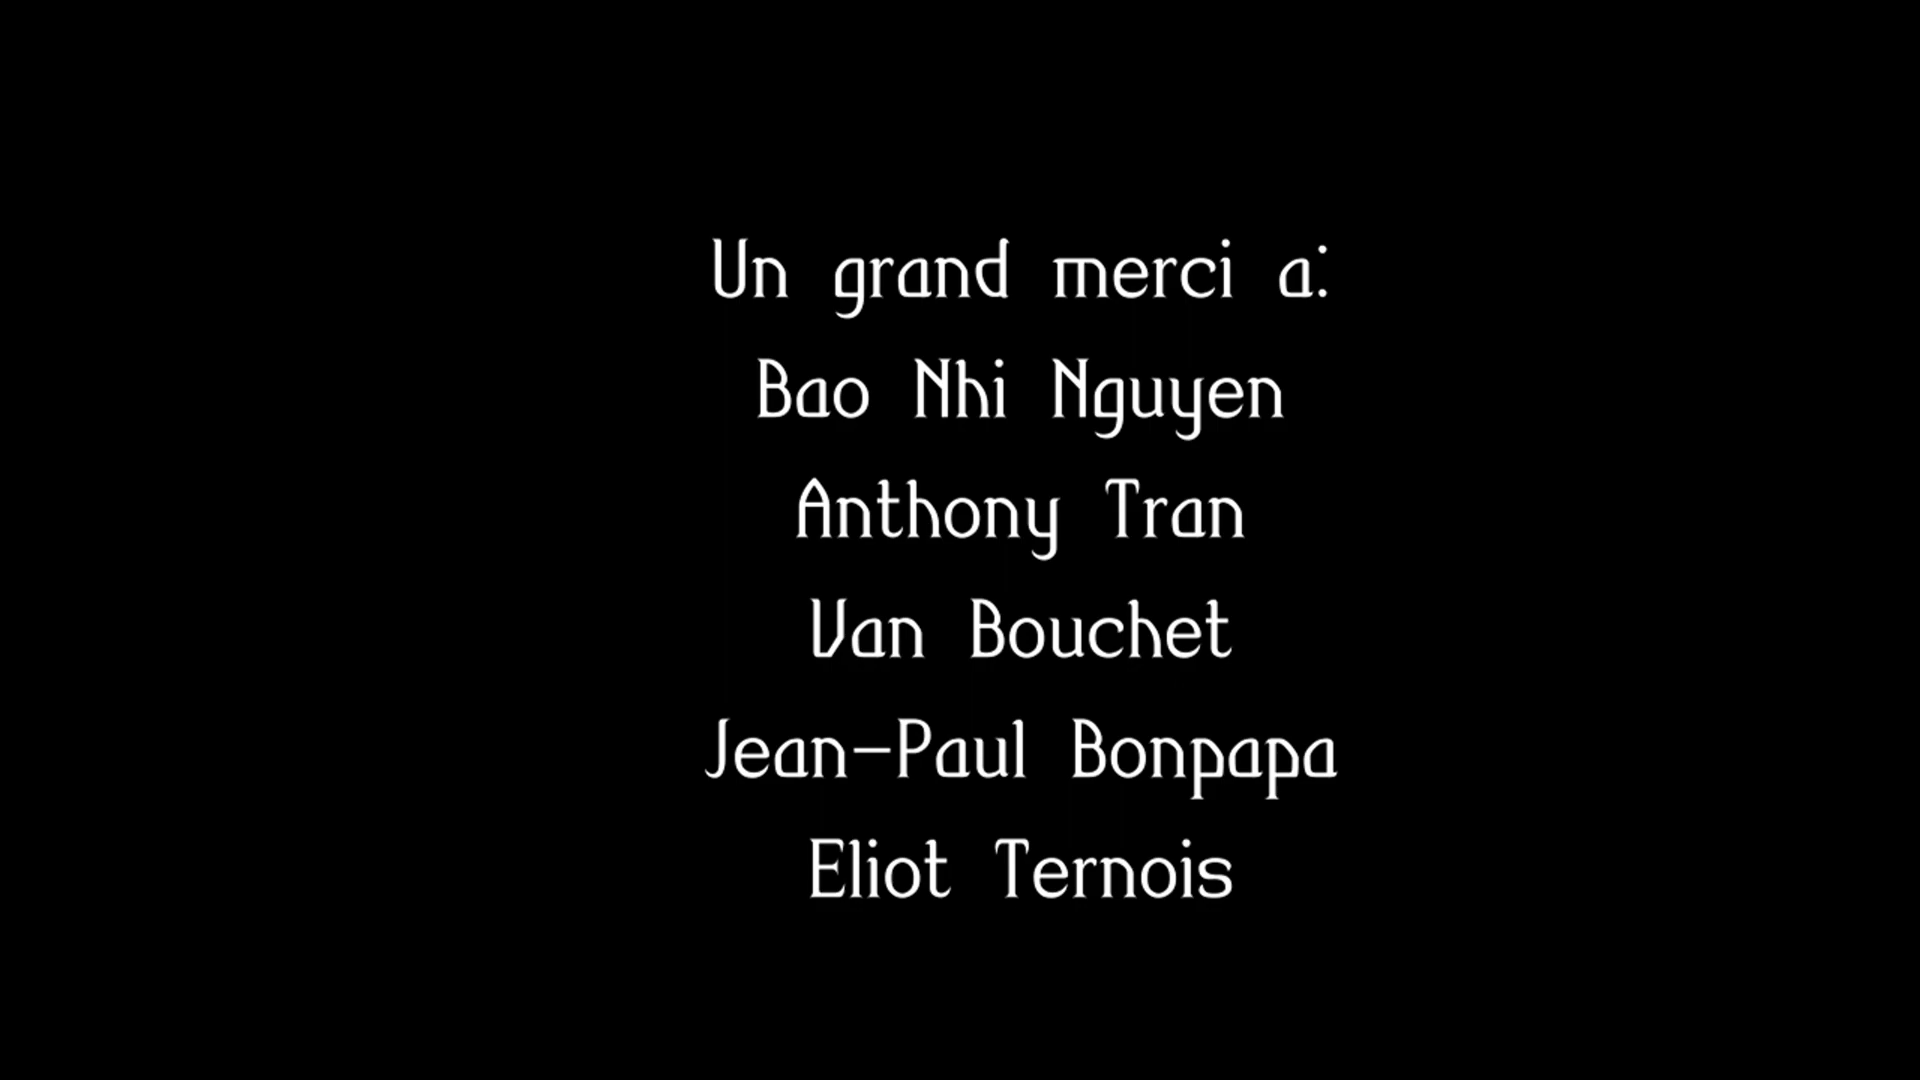 Un grand merci a:
Bao Nhi Nguyen
Anthony Tran
Van Bouchet
Jean-Paul Bonpapa
Eliot Ternois